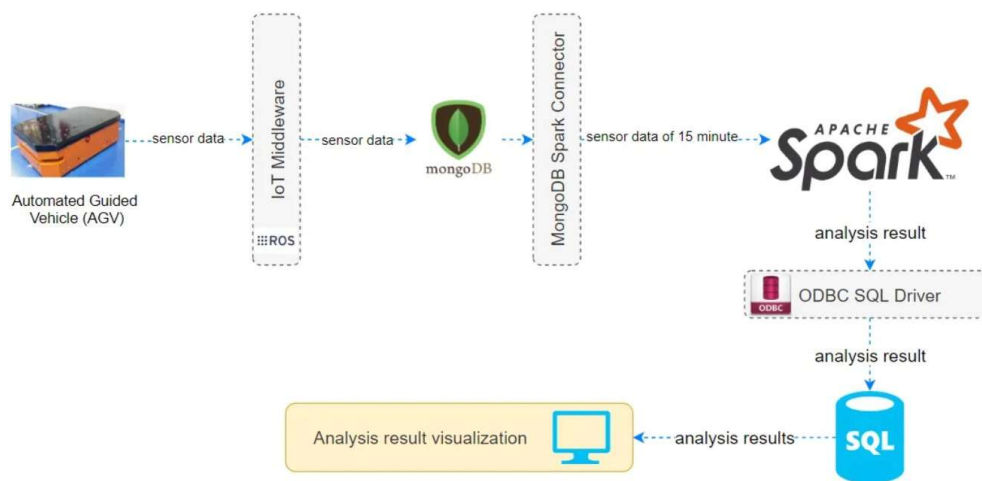 Automated Guided
Vehicle (AGV)
sensor data
IoT Middleware
ROS
sensor data
mongoDB
MongoDB Spark Connector
sensor data of 15 minute
APACHE
Spark
TM
analysis result
ODBC
ODBC SQL Driver
analysis result
SQL
analysis results
Analysis result visualization